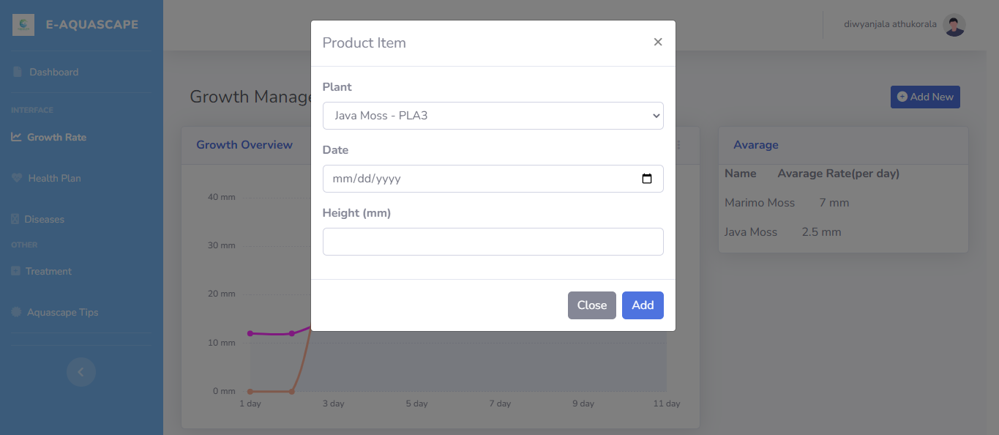 E-AQUASCAPE
diwyanjala athukorala
Dashboard
INTERFACE
Growth Rate
Health Plan
Diseases
OTHER
Treatment
Aquascape Tips
Growth Manage
Add New
Product Item
Plant
Java Moss - PLA3
Date
mm/dd/yyyy
Height (mm)
Close Add
Growth Overview
40 mm
30 mm
20 mm
10 mm
0 mm
1 day 3 day 5 day 7 day 9 day 11 day
Avarage
Name Avarage Rate(per day)
Marimo Moss 7 mm
Java Moss 2.5 mm